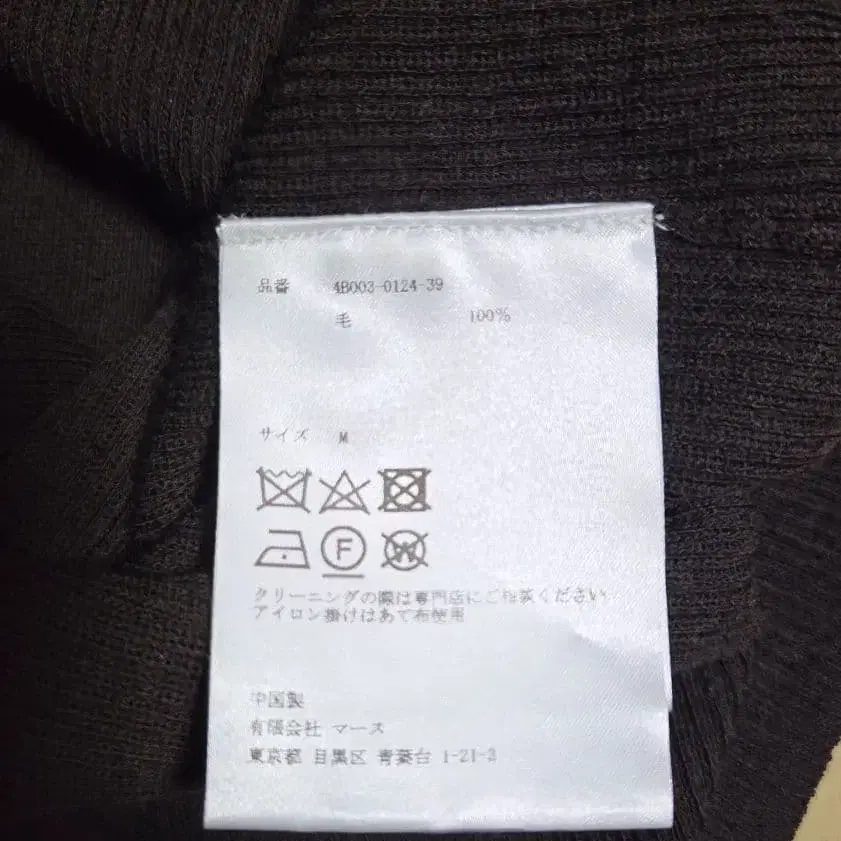 品番 4B003-0124-39
毛 100%
サイズ M
F
W
クリーニングの際は専門店にご相談ください
アイロン掛けはあて布使用
中国製
有限会社 マース
東京都 目黒区 青葉台 1-21-3